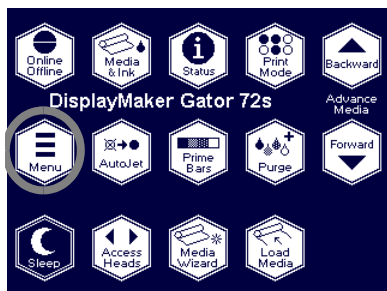 Online
Offline
Media
& Ink
Status
Print
Mode
Backward
DisplayMaker Gator 72s
Advance
Media
Menu
AutoJet
Prime
Bars
Purge
Forward
Sleep
Access
Heads
Media
Wizard
Load
Media